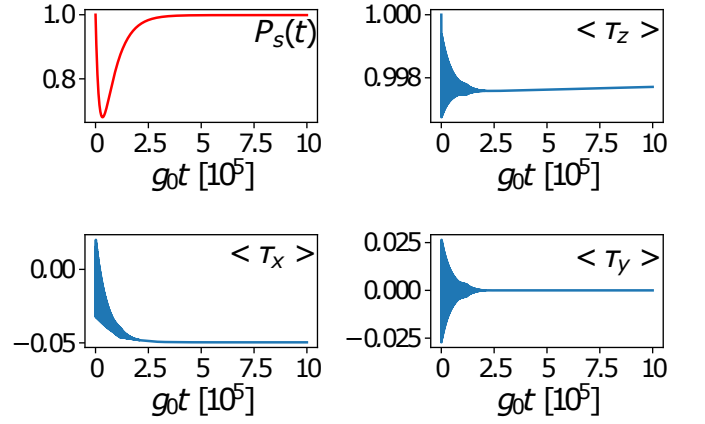 1.0
0.8
P_s(t)
0 2.5 5 7.5 10
g_0t [10^5]
1.000
0.998
< τ_z >
0 2.5 5 7.5 10
g_0t [10^5]
0.00
−0.05
< τ_x >
0 2.5 5 7.5 10
g_0t [10^5]
0.025
0.000
−0.025
< τ_y >
0 2.5 5 7.5 10
g_0t [10^5]